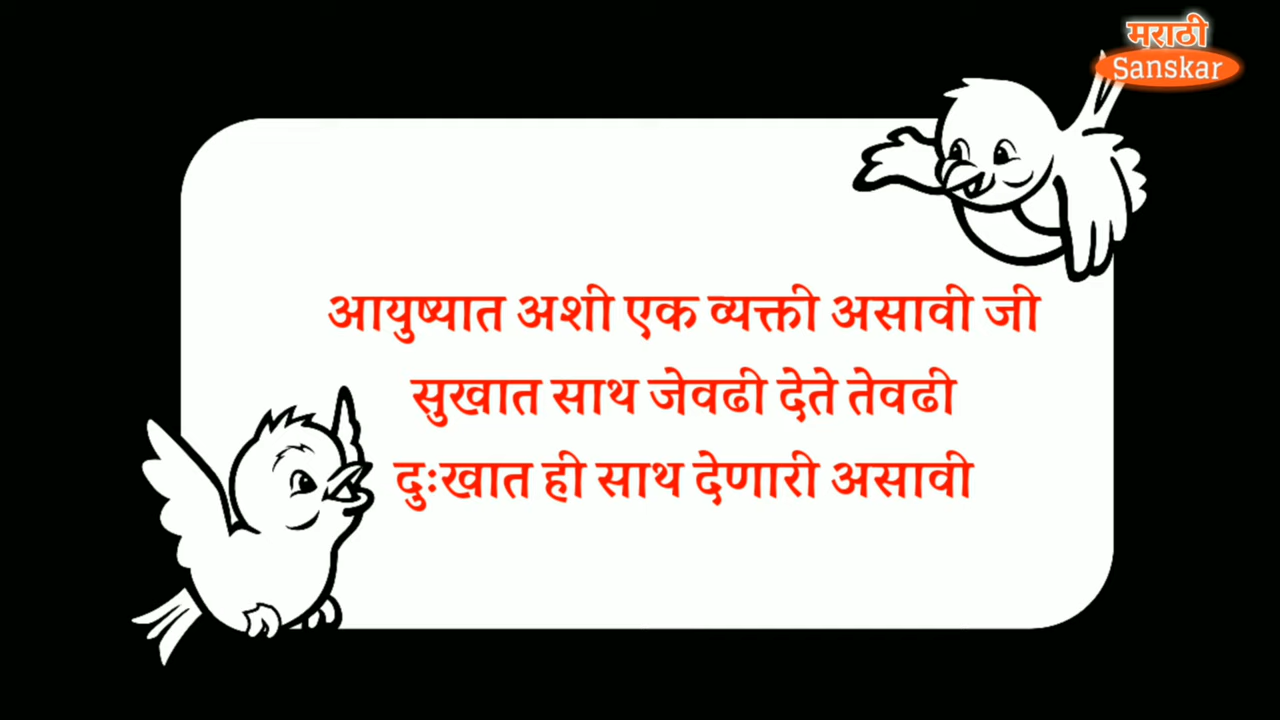 मराठी
Sanskar
आयुष्यात अशी एक व्यक्ती असावी जी
सुखात साथ जेवढी देते तेवढी
दुःखात ही साथ देणारी असावी